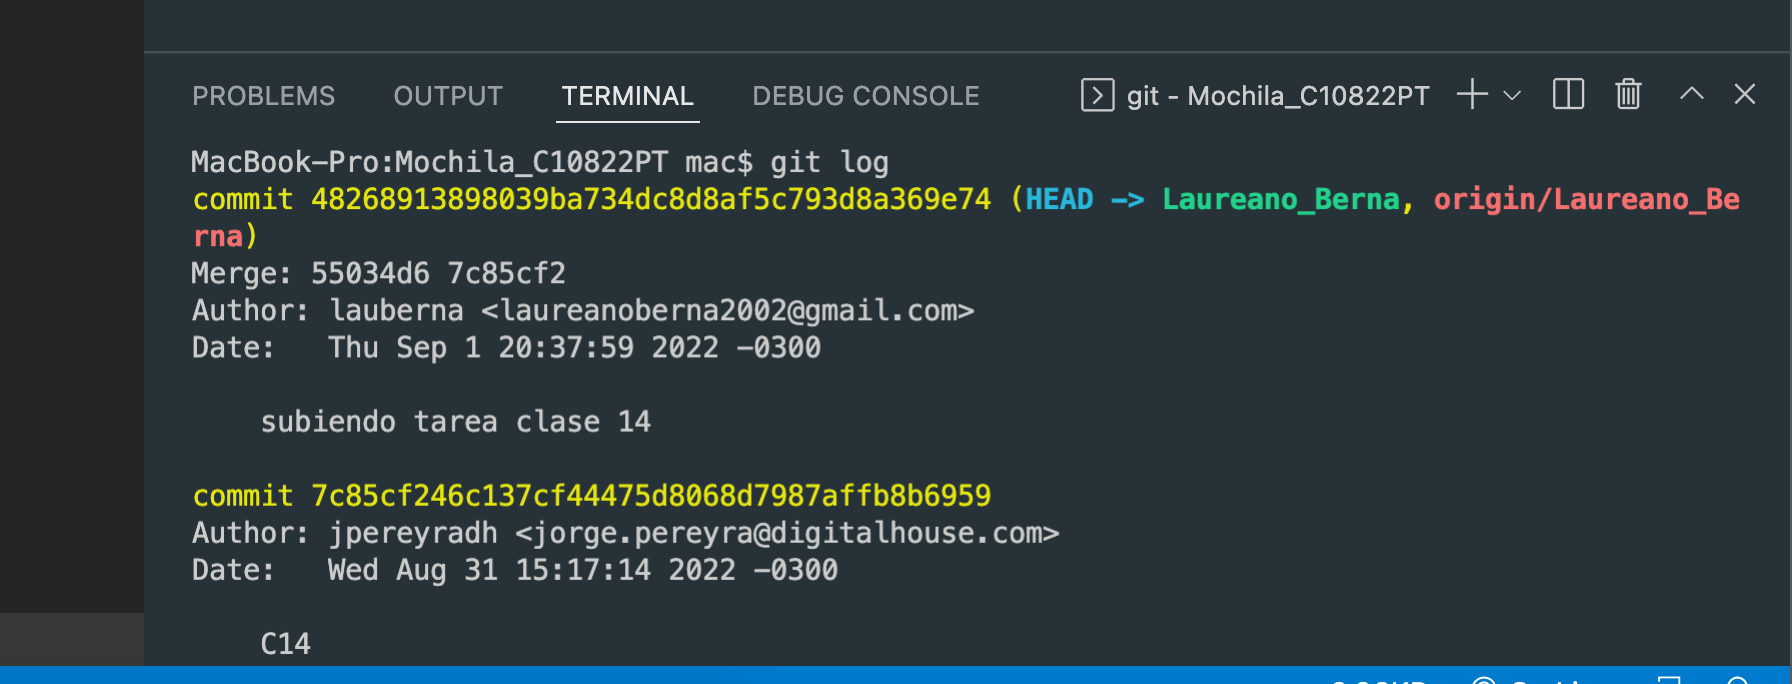 PROBLEMS OUTPUT TERMINAL DEBUG CONSOLE git - Mochila_C10822PT
MacBook-Pro:Mochila_C10822PT mac$ git log
commit 48268913898039ba734dc8d8af5c793d8a369e74 (HEAD -> Laureano_Berna, origin/Laureano_Be
rna)
Merge: 55034d6 7c85cf2
Author: lauberna <laureanoberna2002@gmail.com>
Date:   Thu Sep 1 20:37:59 2022 -0300
subiendo tarea clase 14
commit 7c85cf246c137cf44475d8068d7987affb8b6959
Author: jpereyradh <jorge.pereyra@digitalhouse.com>
Date:   Wed Aug 31 15:17:14 2022 -0300
C14